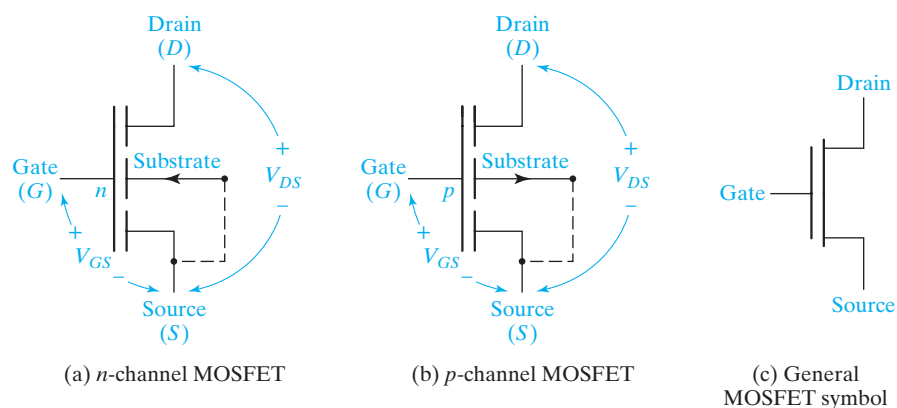 Drain
(D)
Gate
(G)
n
Substrate
+
V_DS
−
+
V_GS
−
Source
(S)
(a) n-channel MOSFET
Drain
(D)
Gate
(G)
p
Substrate
+
V_DS
−
+
V_GS
−
Source
(S)
(b) p-channel MOSFET
Drain
Gate
Source
(c) General
MOSFET symbol